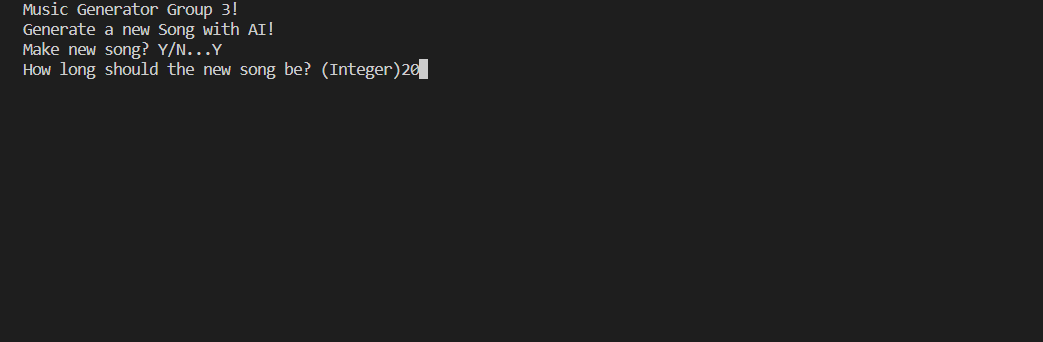 Music Generator Group 3!
Generate a new Song with AI!
Make new song? Y/N...Y
How long should the new song be? (Integer)20